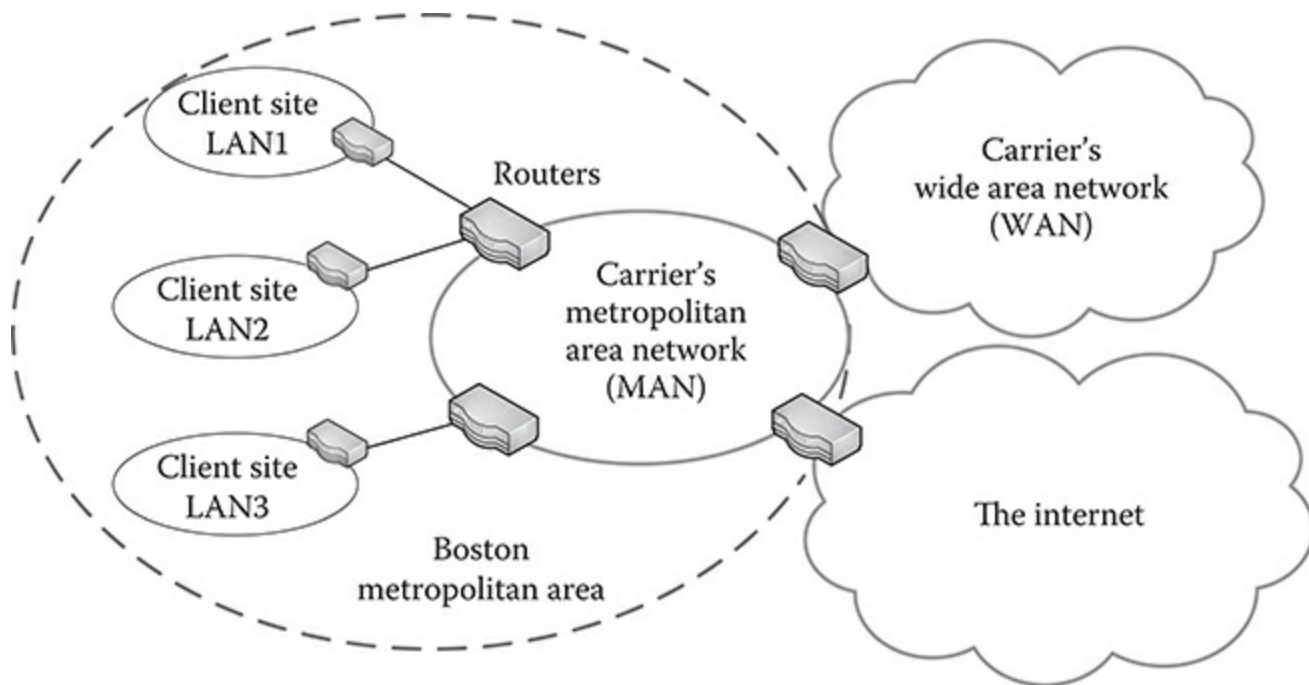 Client site
LAN1
Routers
Client site
LAN2
Client site
LAN3
Carrier's
metropolitan
area network
(MAN)
Boston
metropolitan area
Carrier's
wide area network
(WAN)
The internet